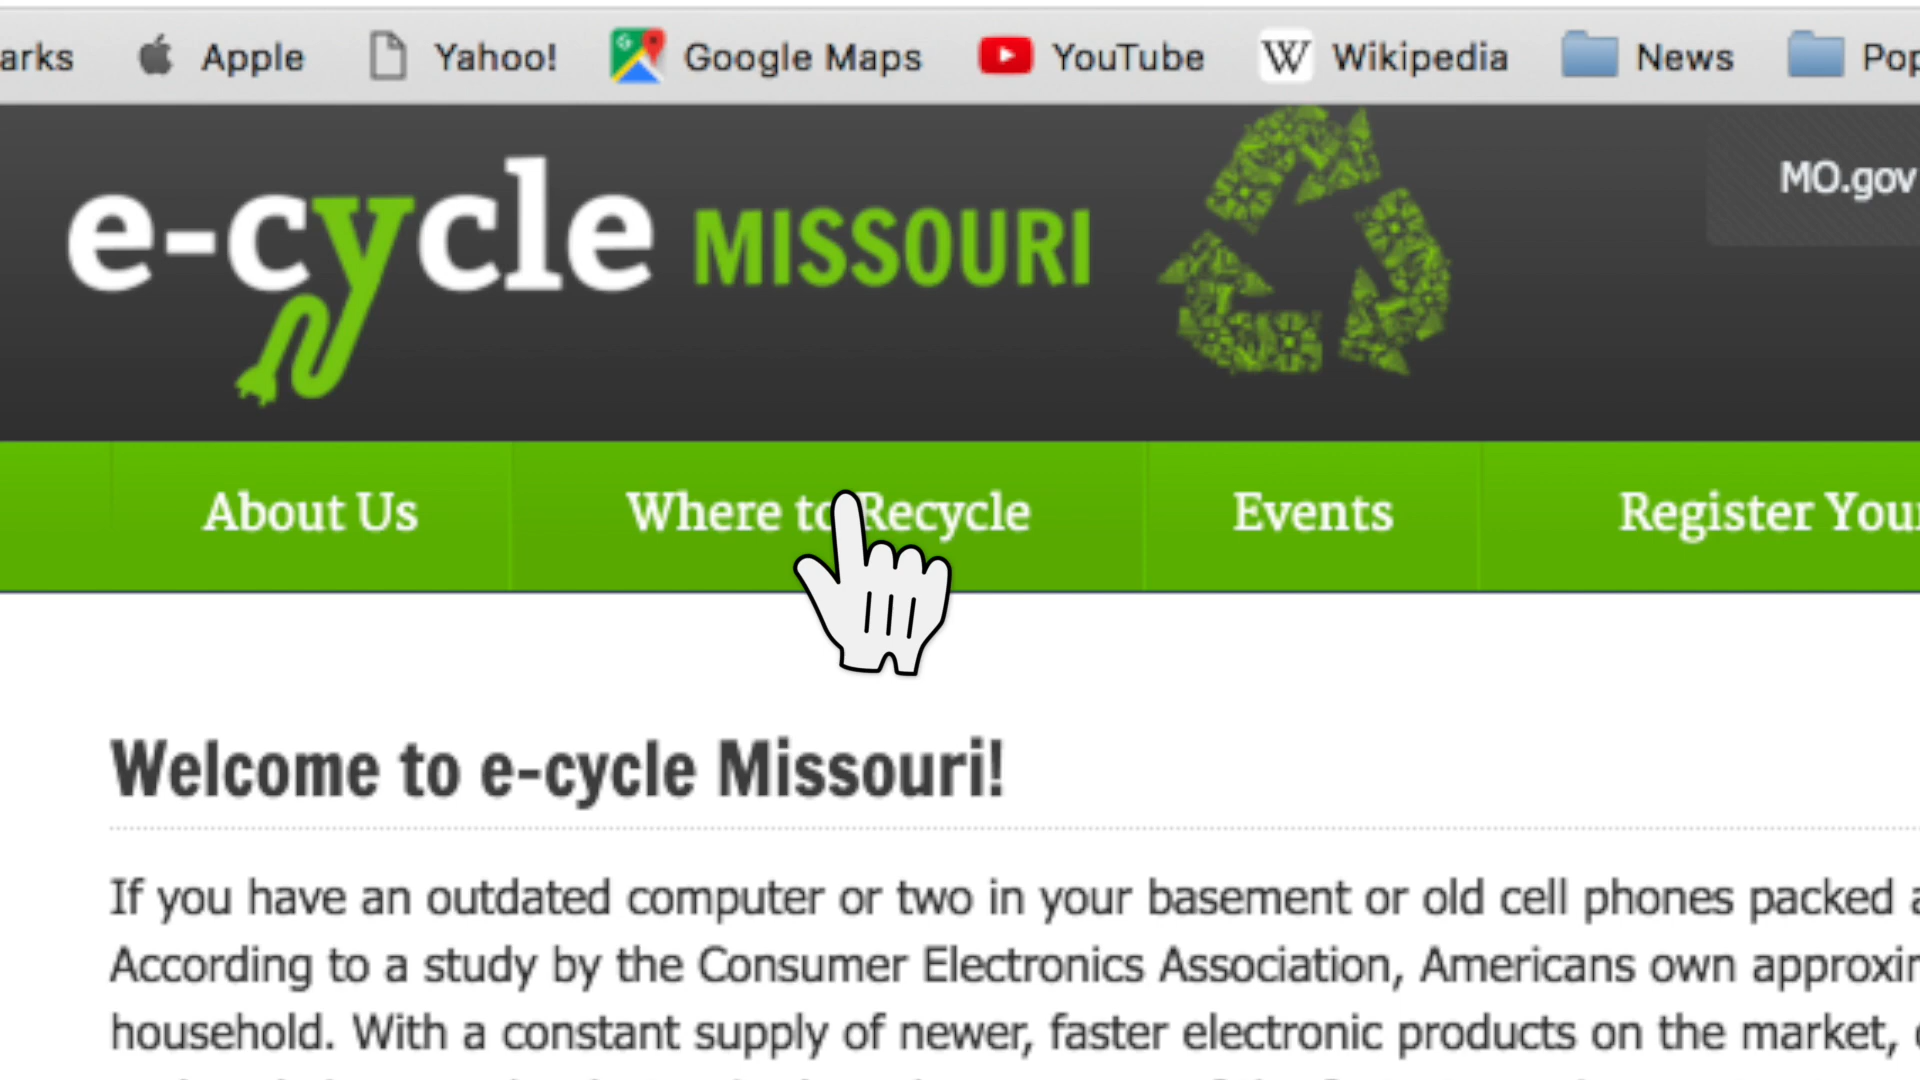 arks Apple Yahoo! Google Maps YouTube Wikipedia News Pop
e-cycle MISSOURI
MO.gov
About Us Where to Recycle Events Register Your
Welcome to e-cycle Missouri!
If you have an outdated computer or two in your basement or old cell phones packed a
According to a study by the Consumer Electronics Association, Americans own approxim
household. With a constant supply of newer, faster electronic products on the market,